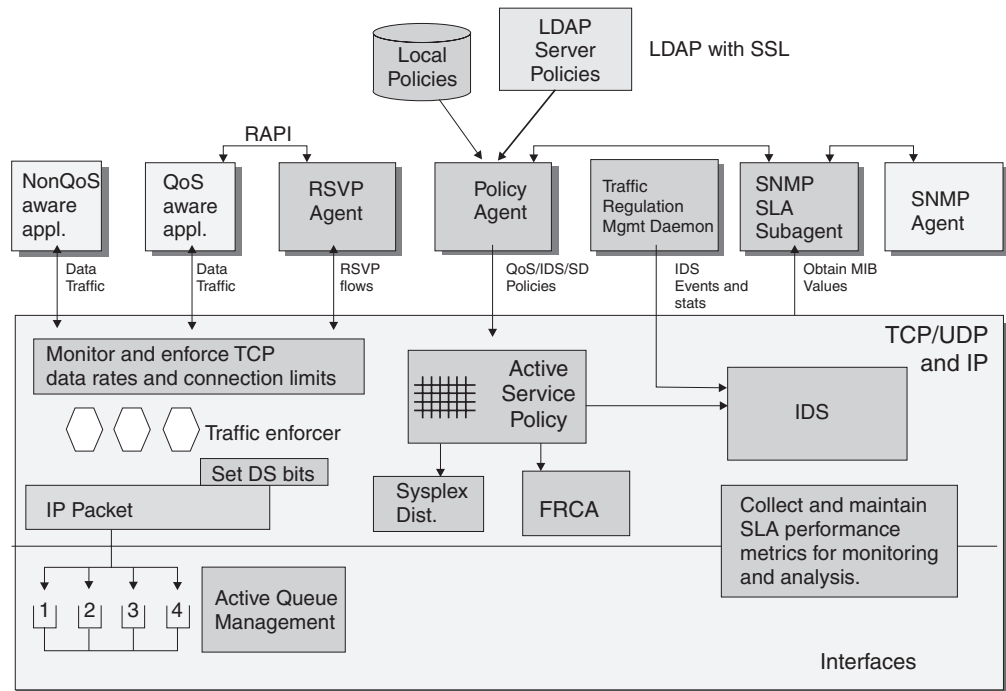 Local
Policies
LDAP
Server
Policies
LDAP with SSL
RAPI
NonQoS
aware
appl.
QoS
aware
appl.
RSVP
Agent
Policy
Agent
Traffic
Regulation
Mgmt Daemon
SNMP
SLA
Subagent
SNMP
Agent
Data
Traffic
Data
Traffic
RSVP
flows
QoS/IDS/SD
Policies
IDS
Events and
stats
Obtain MIB
Values
TCP/UDP
and IP
Monitor and enforce TCP
data rates and connection limits
Active
Service
Policy
IDS
Traffic enforcer
Set DS bits
IP Packet
Sysplex
Dist.
FRCA
Collect and maintain
SLA performance
metrics for monitoring
and analysis.
1 2 3 4
Active Queue
Management
Interfaces